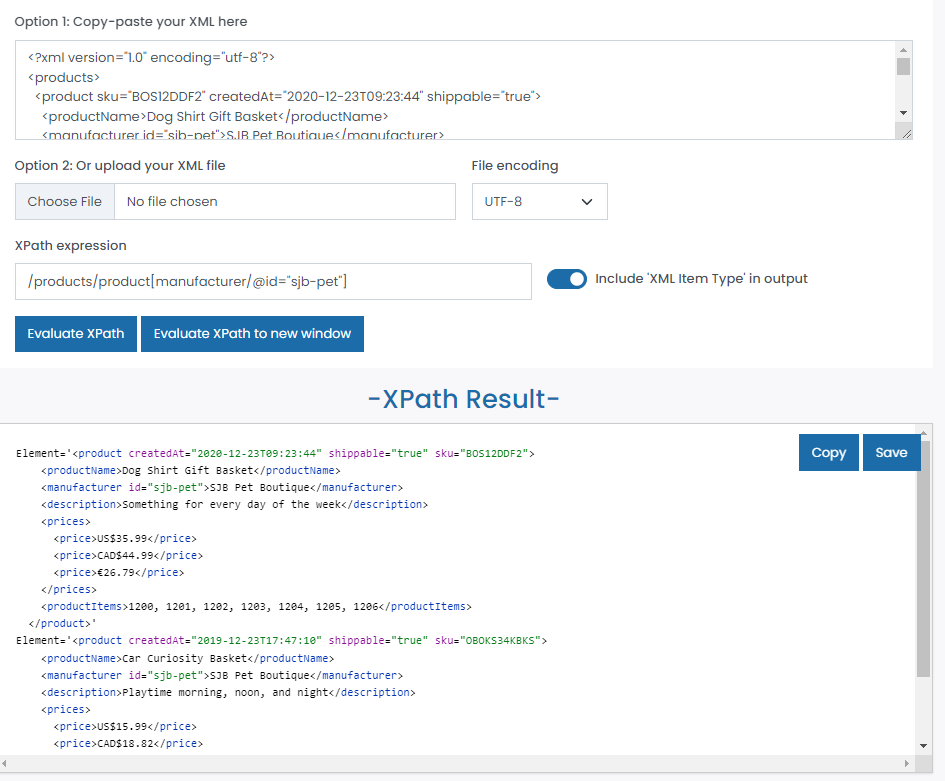 Option 1: Copy-paste your XML here
<?xml version="1.0" encoding="utf-8"?>
<products>
<product sku="BOS12DDF2" createdAt="2020-12-23T09:23:44" shippable="true">
<productName>Dog Shirt Gift Basket</productName>
<manufacturer id="sjb-pet">SJB Pet Boutique</manufacturer>
Option 2: Or upload your XML file
File encoding
Choose File
No file chosen
UTF-8
XPath expression
/products/product[manufacturer/@id="sjb-pet"]
Include 'XML Item Type' in output
Evaluate XPath
Evaluate XPath to new window
-XPath Result-
Copy
Save
Element='<product createdAt="2020-12-23T09:23:44" shippable="true" sku="BOS12DDF2">
<productName>Dog Shirt Gift Basket</productName>
<manufacturer id="sjb-pet">SJB Pet Boutique</manufacturer>
<description>Something for every day of the week</description>
<prices>
<price>US$35.99</price>
<price>CAD$44.99</price>
<price>€26.79</price>
</prices>
<productItems>1200, 1201, 1202, 1203, 1204, 1205, 1206</productItems>
</product>'
Element='<product createdAt="2019-12-23T17:47:10" shippable="true" sku="OBOKS34KBKS">
<productName>Car Curiosity Basket</productName>
<manufacturer id="sjb-pet">SJB Pet Boutique</manufacturer>
<description>Playtime morning, noon, and night</description>
<prices>
<price>US$15.99</price>
<price>CAD$18.82</price>